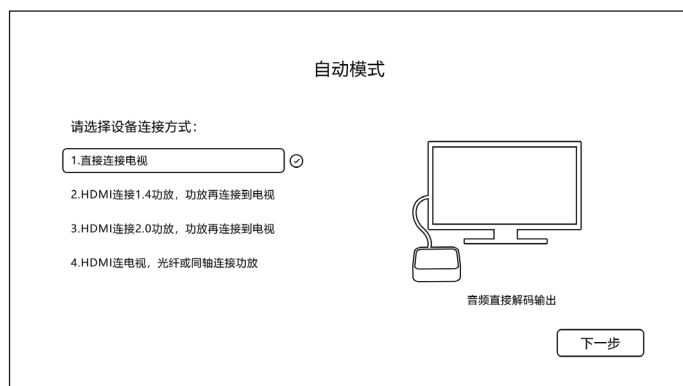 自动模式
请选择设备连接方式：
1.直接连接电视
2.HDMI连接1.4功放，功放再连接到电视
3.HDMI连接2.0功放，功放再连接到电视
4.HDMI连电视，光纤或同轴连接功放
音频直接解码输出
下一步